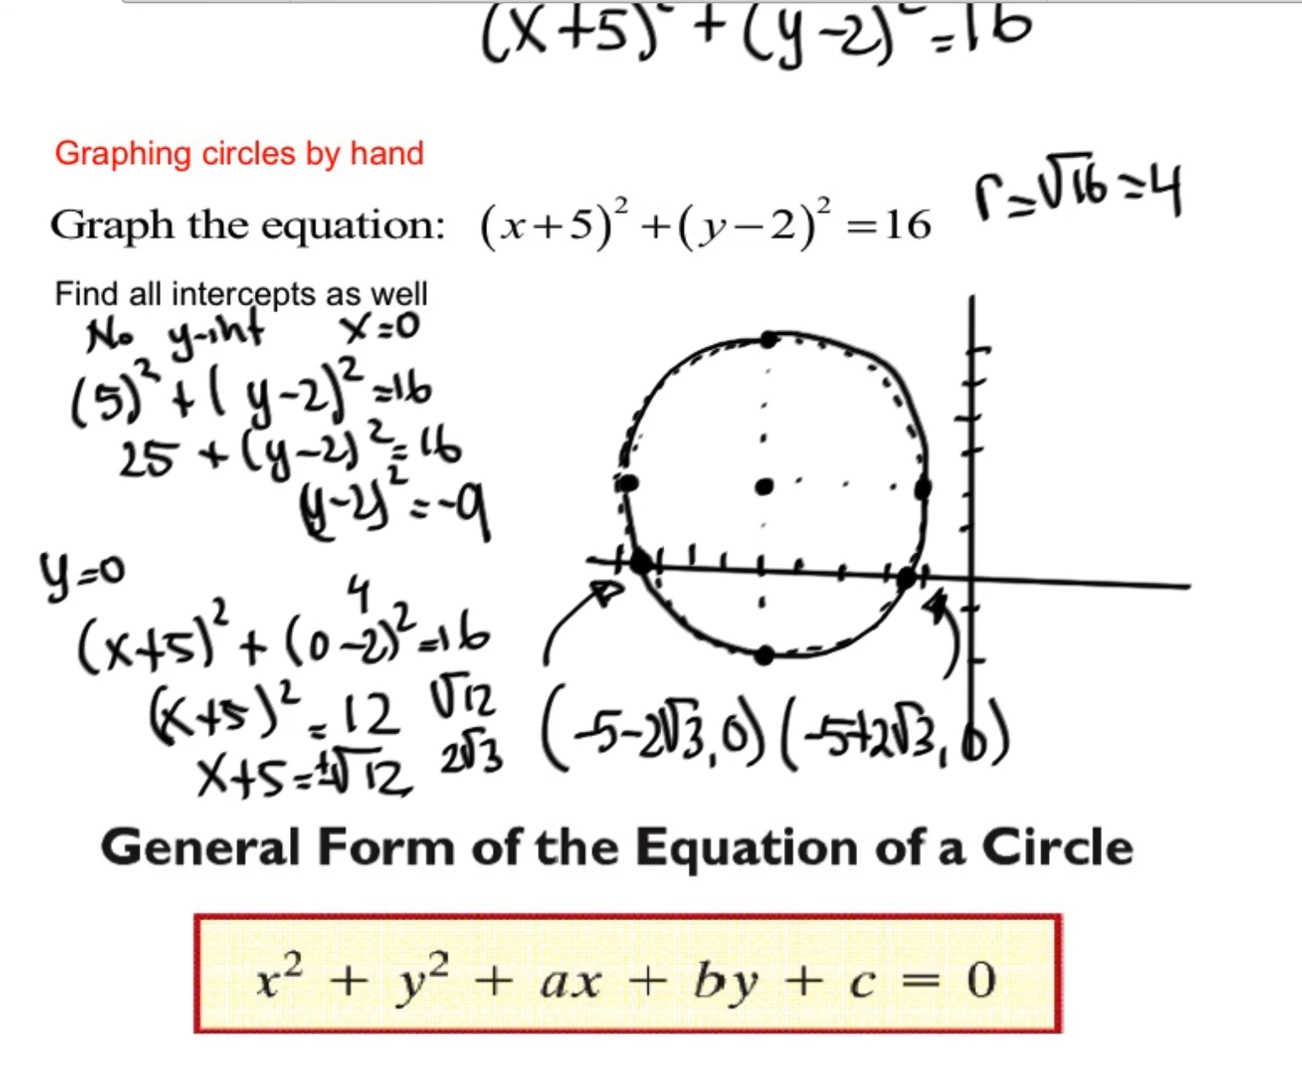 (x+5)² + (y-2)² = 16
Graphing circles by hand
Graph the equation: (x+5)² + (y−2)² = 16
r = √16 = 4
Find all intercepts as well
No y-int x=0
(5)² + (y-2)² = 16
25 + (y-2)² = 16
(y-2)² = -9
y=0
4
(x+5)² + (0-2)² = 16
(x+5)² = 12 √12
x+5 = ±√12 2√3
(-5-2√3, 0) (-5+2√3, 0)
General Form of the Equation of a Circle
x² + y² + ax + by + c = 0